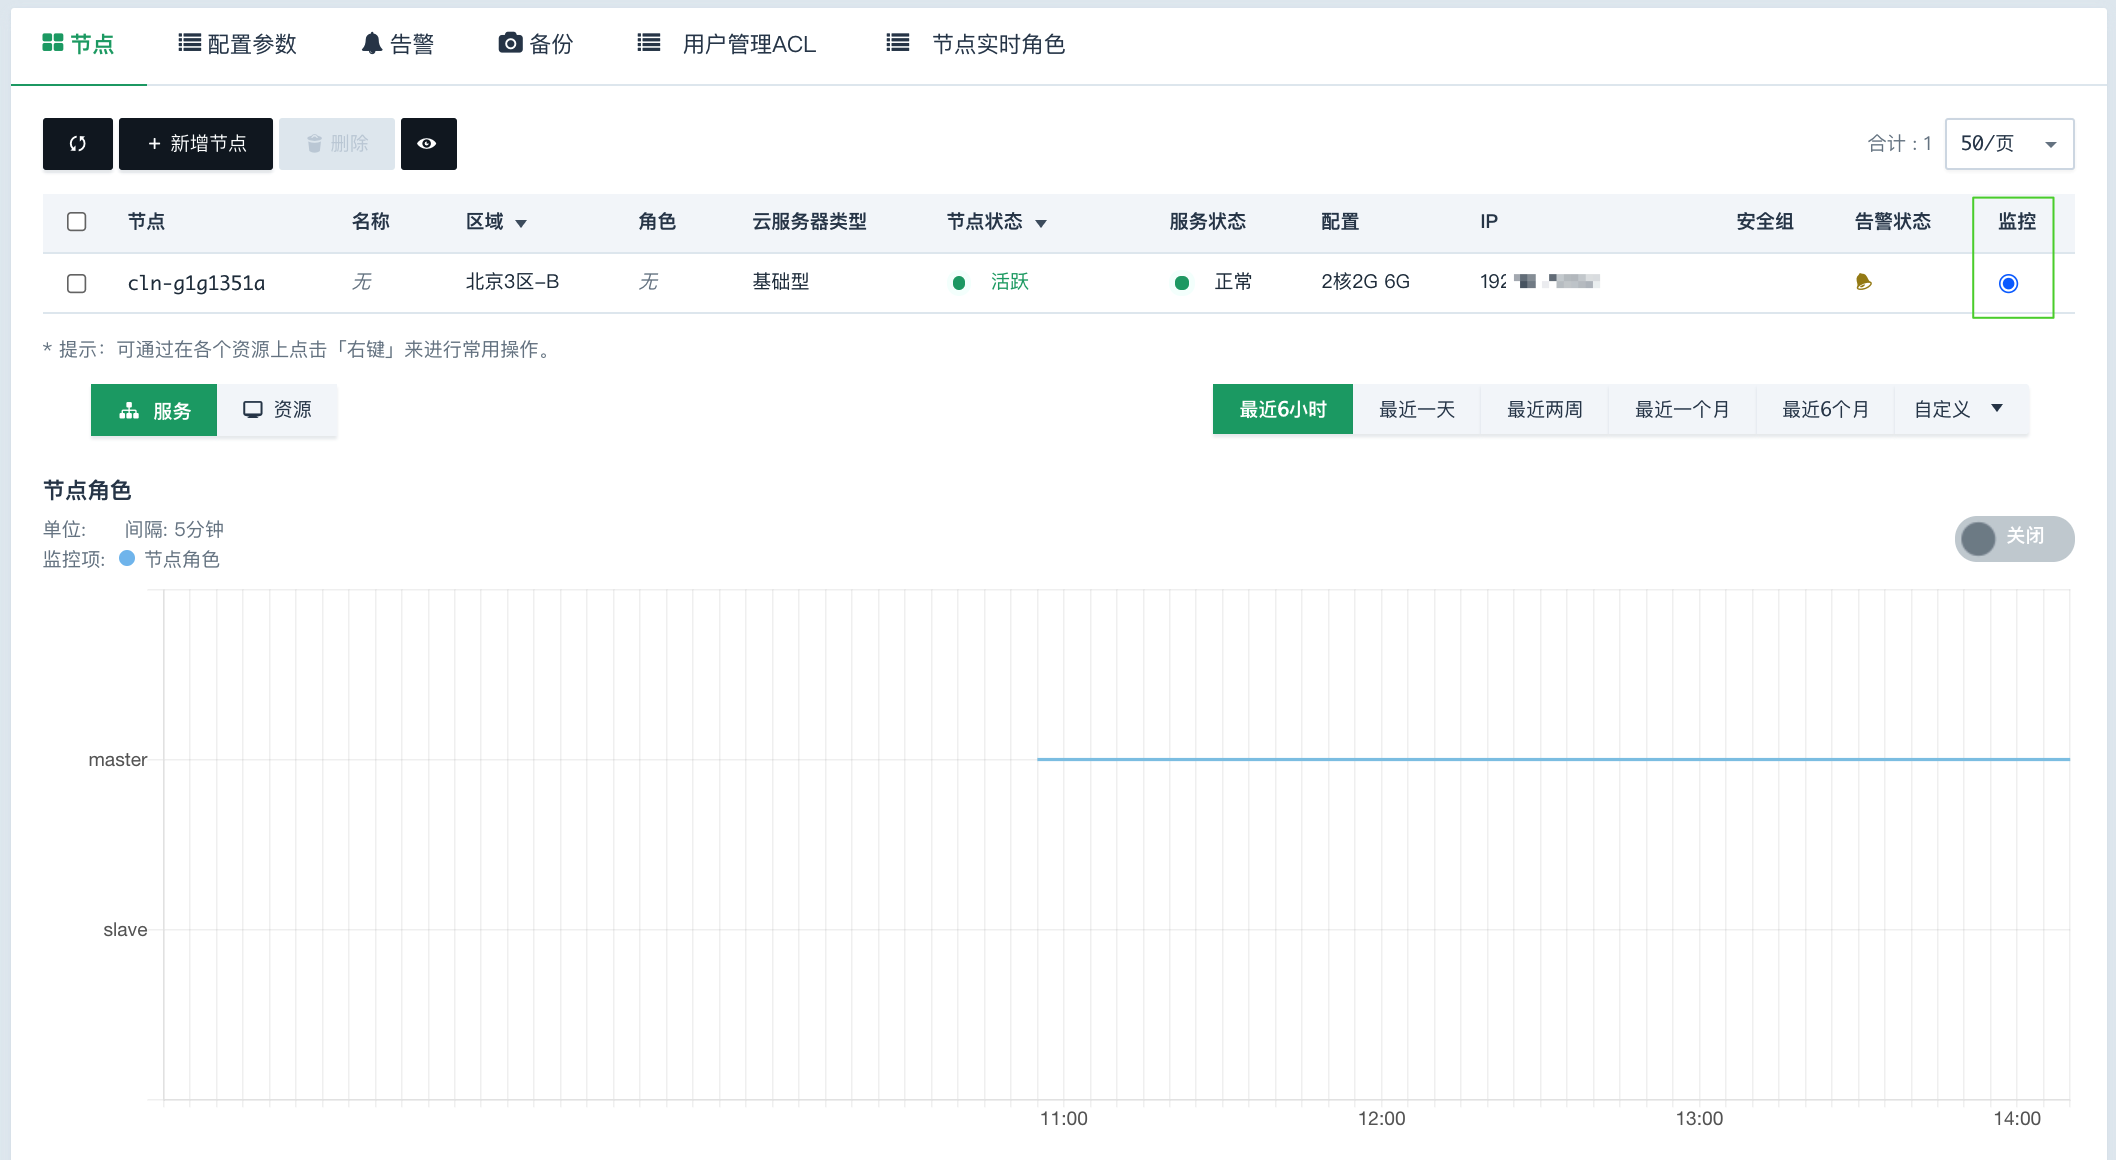 节点 配置参数 告警 备份 用户管理ACL 节点实时角色
+ 新增节点 删除 合计 : 1 50/页
节点 名称 区域 角色 云服务器类型 节点状态 服务状态 配置 IP 安全组 告警状态 监控
cln-g1g1351a 无 北京3区-B 无 基础型 活跃 正常 2核2G 6G 192
* 提示：可通过在各个资源上点击「右键」来进行常用操作。
服务 资源 最近6小时 最近一天 最近两周 最近一个月 最近6个月 自定义
节点角色
单位: 间隔: 5分钟
关闭
监控项: 节点角色
master
slave
11:00 12:00 13:00 14:00